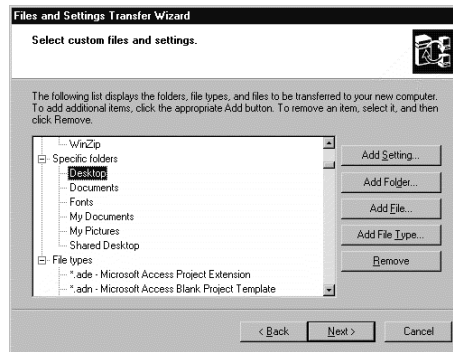 Files and Settings Transfer Wizard
Select custom files and settings.
The following list displays the folders, file types, and files to be transferred to your new computer.
To add additional items, click the appropriate Add button. To remove an item, select it, and then
click Remove.
WinZip
Specific folders
Desktop
Documents
Fonts
My Documents
My Pictures
Shared Desktop
File types
*.ade - Microsoft Access Project Extension
*.adn - Microsoft Access Blank Project Template
Add Setting...
Add Folder...
Add File...
Add File Type...
Remove
< Back
Next >
Cancel